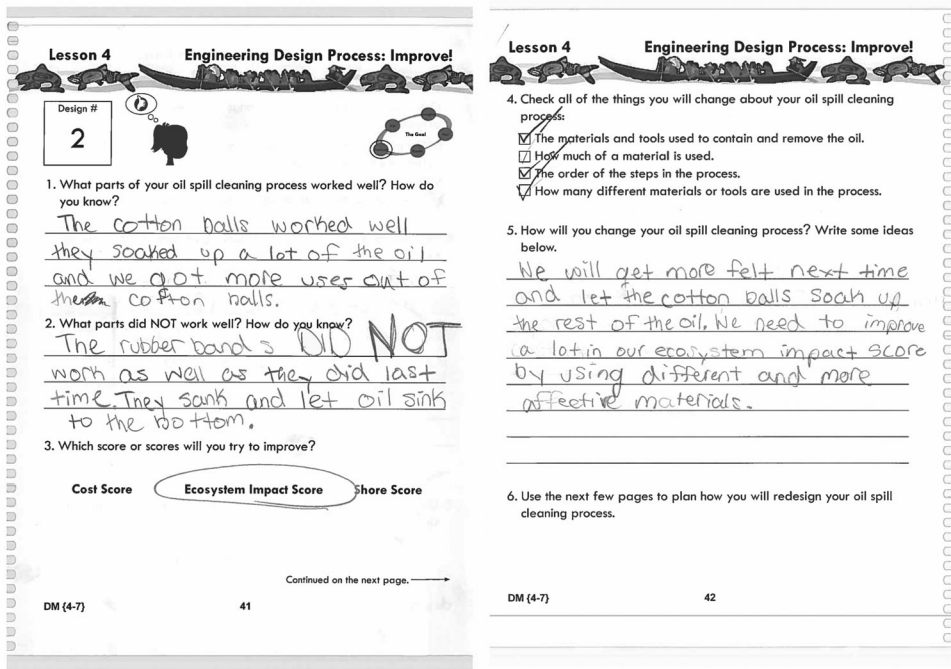 Lesson 4
Engineering Design Process: Improve!
Design #
2
The Goal
1. What parts of your oil spill cleaning process worked well? How do
you know?
The cotton balls worked well
they soaked up a lot of the oil
and we got more uses out of
the cotton balls.
2. What parts did NOT work well? How do you know?
The rubber bands DID NOT
work as well as they did last
time. They sank and let oil sink
to the bottom.
3. Which score or scores will you try to improve?
Cost Score
Ecosystem Impact Score
Shore Score
Continued on the next page.
DM {4-7}
41
Lesson 4
Engineering Design Process: Improve!
4. Check all of the things you will change about your oil spill cleaning
process:
The materials and tools used to contain and remove the oil.
How much of a material is used.
The order of the steps in the process.
How many different materials or tools are used in the process.
5. How will you change your oil spill cleaning process? Write some ideas
below.
We will get more felt next time
and let the cotton balls soak up
the rest of the oil. We need to improve
a lot in our ecosystem impact score
by using different and more
affective materials.
6. Use the next few pages to plan how you will redesign your oil spill
cleaning process.
DM {4-7}
42